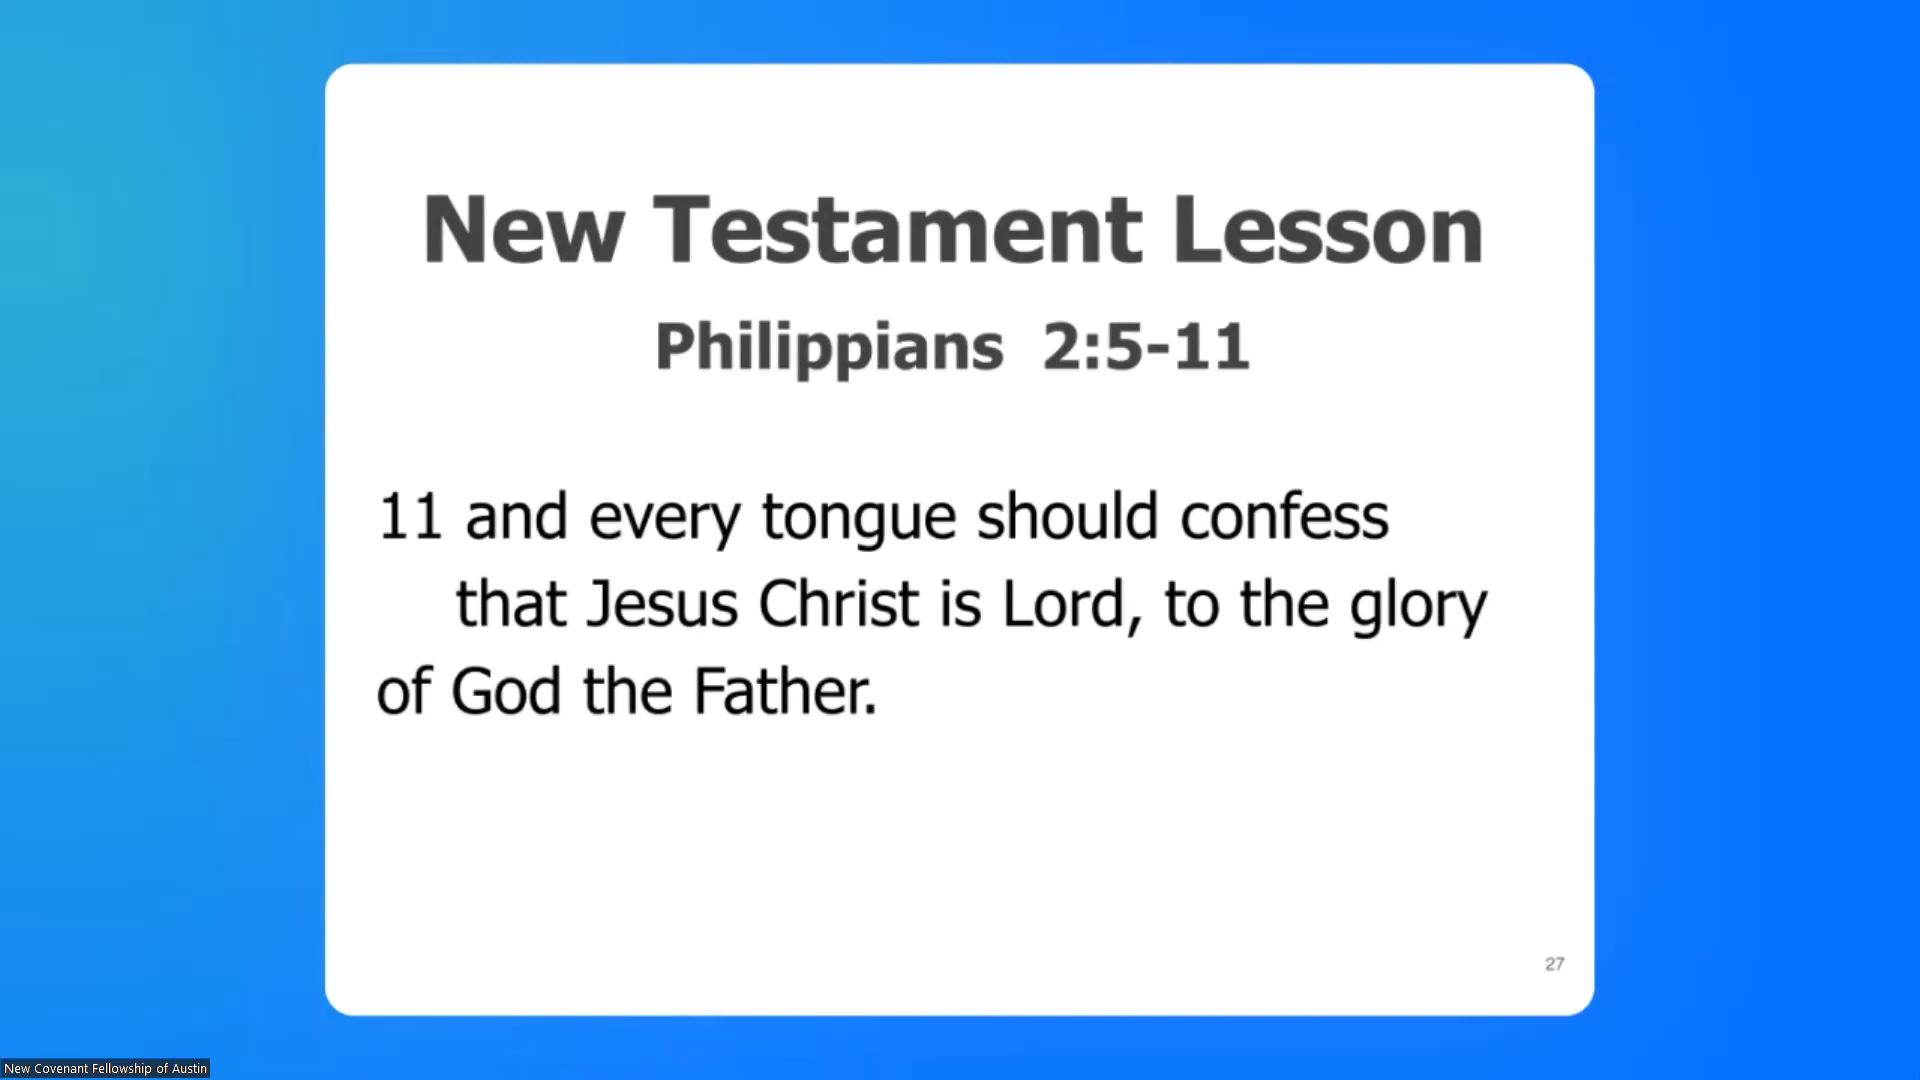 New Testament Lesson
Philippians  2:5-11
11 and every tongue should confess
that Jesus Christ is Lord, to the glory
of God the Father.
27
New Covenant Fellowship of Austin